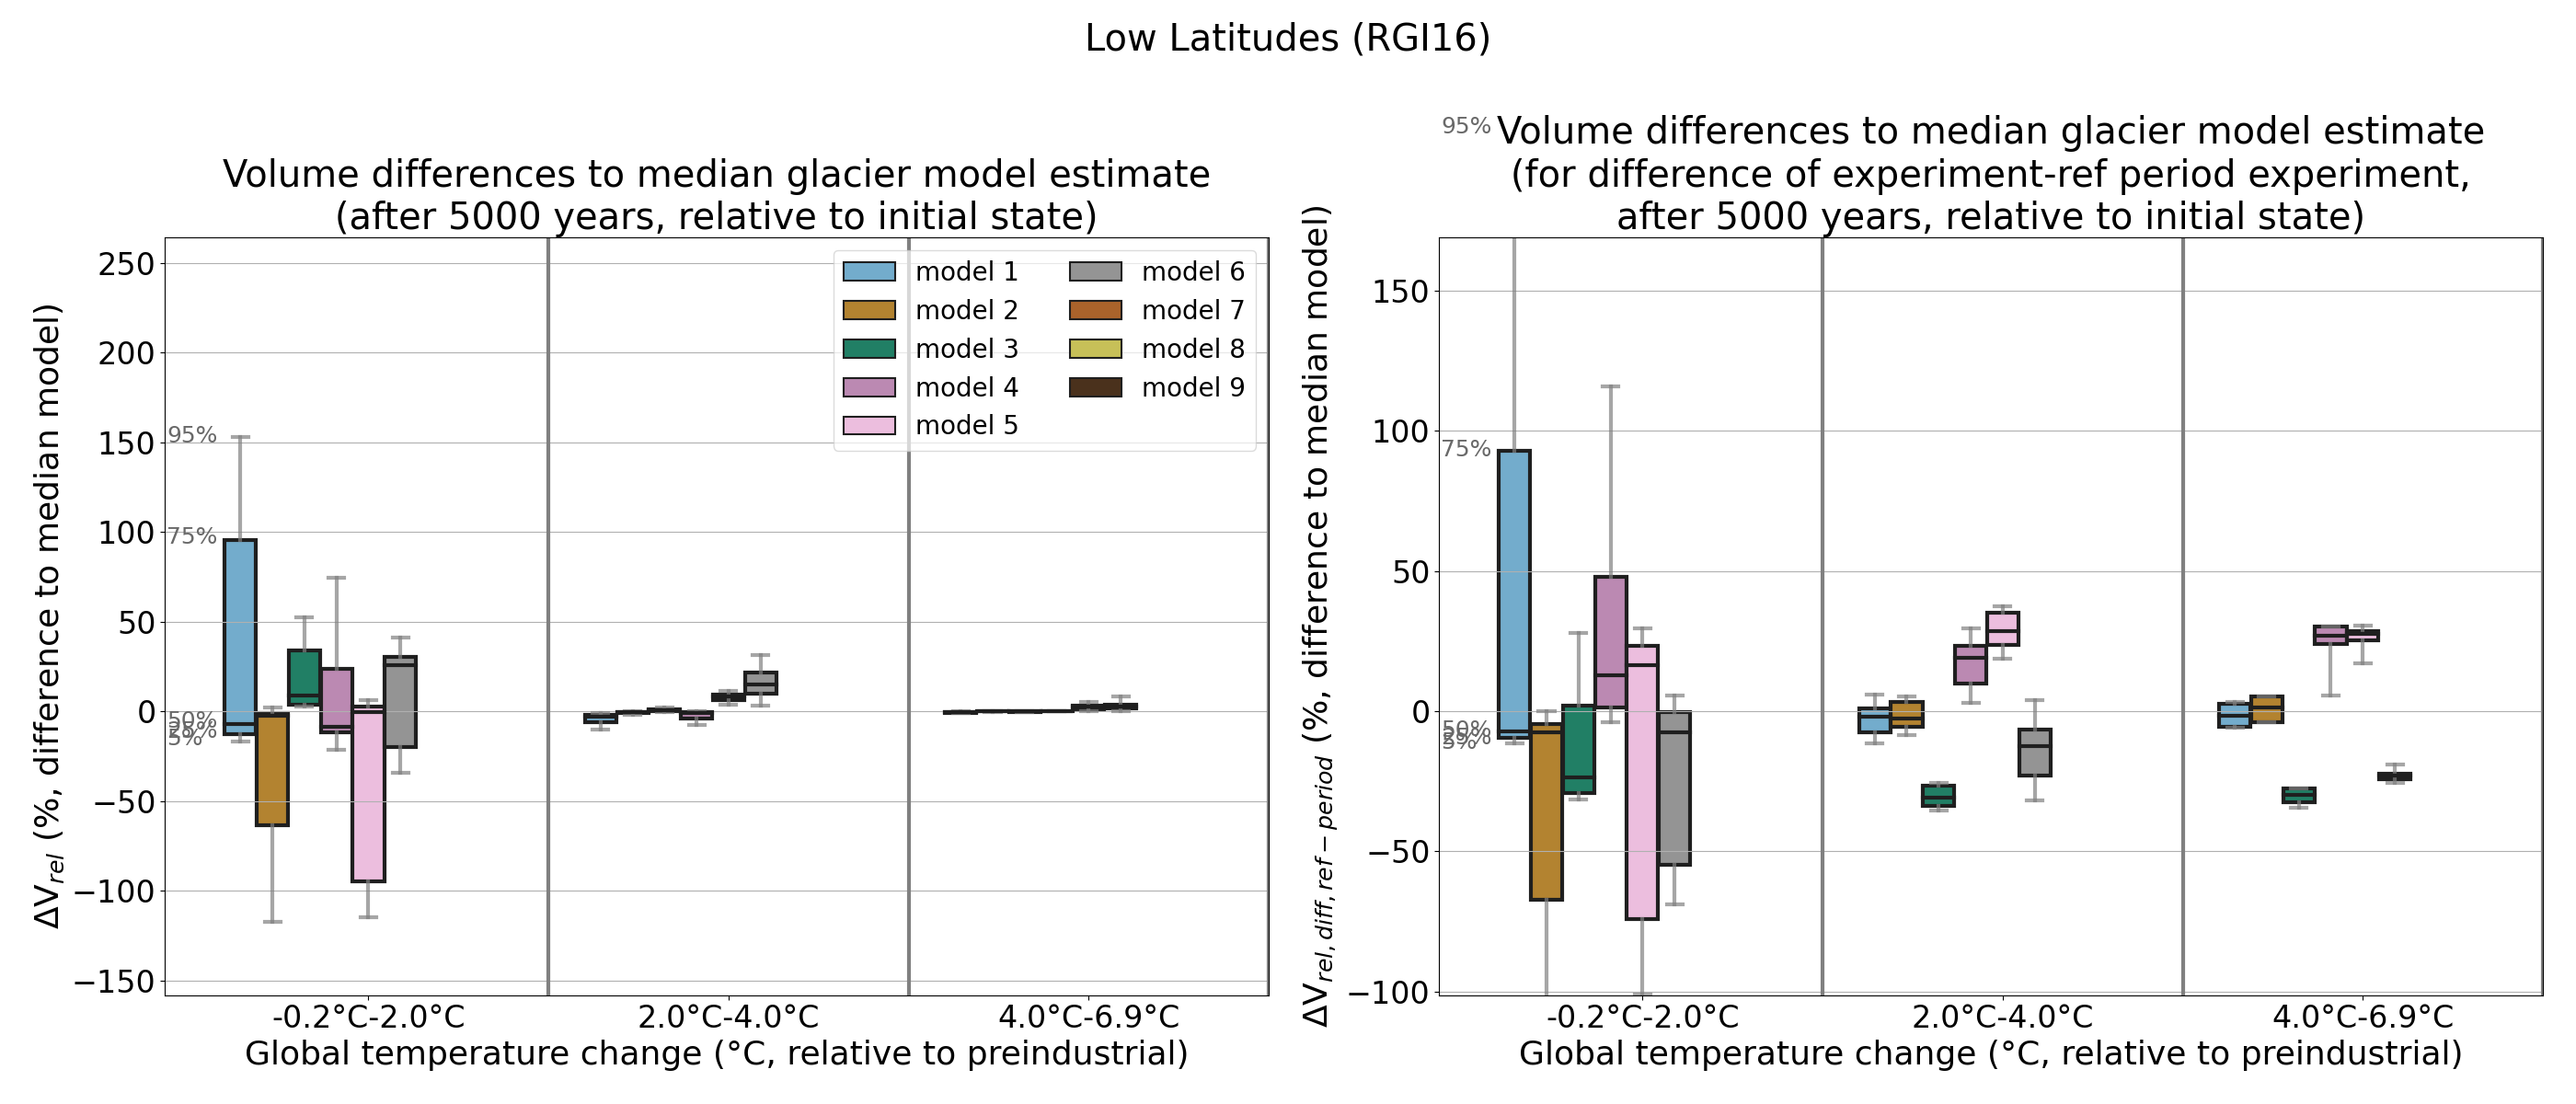 Low Latitudes (RGI16)
Volume differences to median glacier model estimate
(after 5000 years, relative to initial state)
ΔV_rel (%, difference to median model)
250
200
150
100
50
0
−50
−100
−150
95%
75%
50%
25%
5%
model 1
model 2
model 3
model 4
model 5
model 6
model 7
model 8
model 9
-0.2°C-2.0°C
2.0°C-4.0°C
4.0°C-6.9°C
Global temperature change (°C, relative to preindustrial)
Volume differences to median glacier model estimate
(for difference of experiment-ref period experiment,
after 5000 years, relative to initial state)
ΔV_rel, diff, ref−period (%, difference to median model)
150
100
50
0
−50
−100
95%
75%
50%
25%
5%
-0.2°C-2.0°C
2.0°C-4.0°C
4.0°C-6.9°C
Global temperature change (°C, relative to preindustrial)